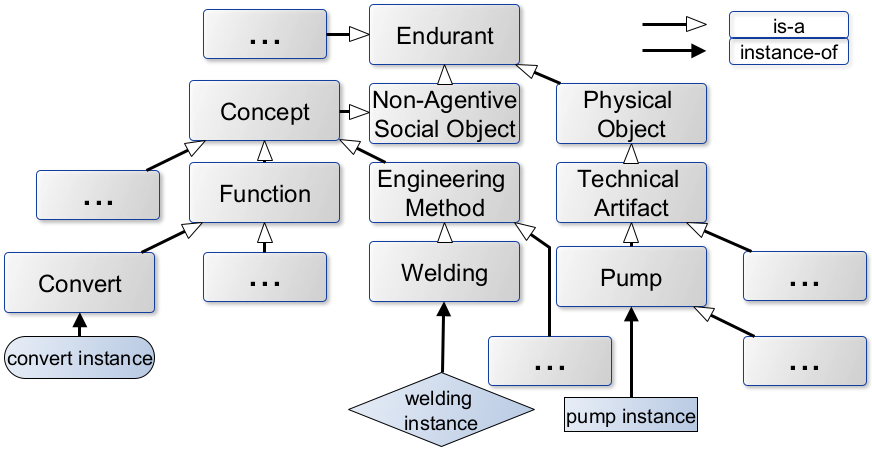 ...
Endurant
is-a
instance-of
Concept
Non-Agentive
Social Object
Physical
Object
...
Function
Engineering
Method
Technical
Artifact
Convert
...
Welding
Pump
...
convert instance
...
...
welding
instance
pump instance